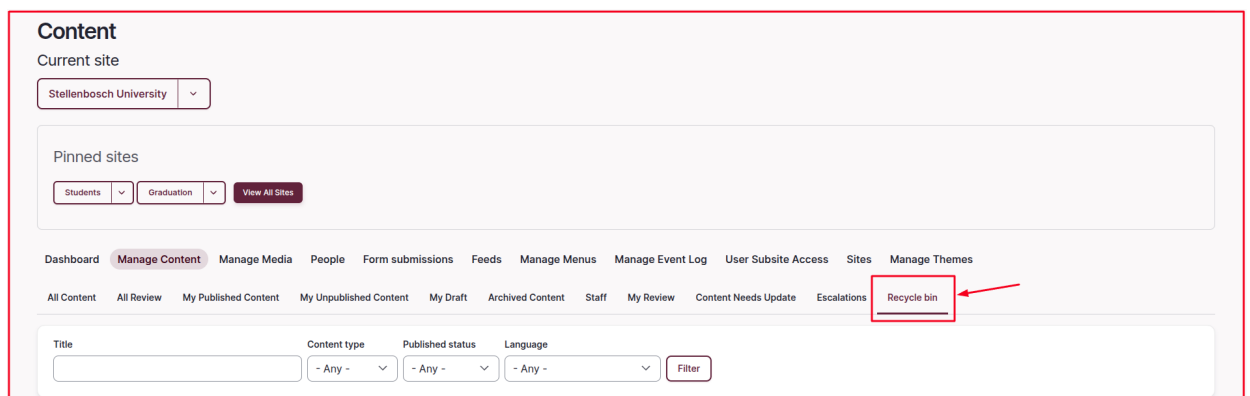 Content
Current site
Stellenbosch University
Pinned sites
Students Graduation View All Sites
Dashboard Manage Content Manage Media People Form submissions Feeds Manage Menus Manage Event Log User Subsite Access Sites Manage Themes
All Content All Review My Published Content My Unpublished Content My Draft Archived Content Staff My Review Content Needs Update Escalations Recycle bin
Title Content type Published status Language
- Any - - Any - - Any - Filter